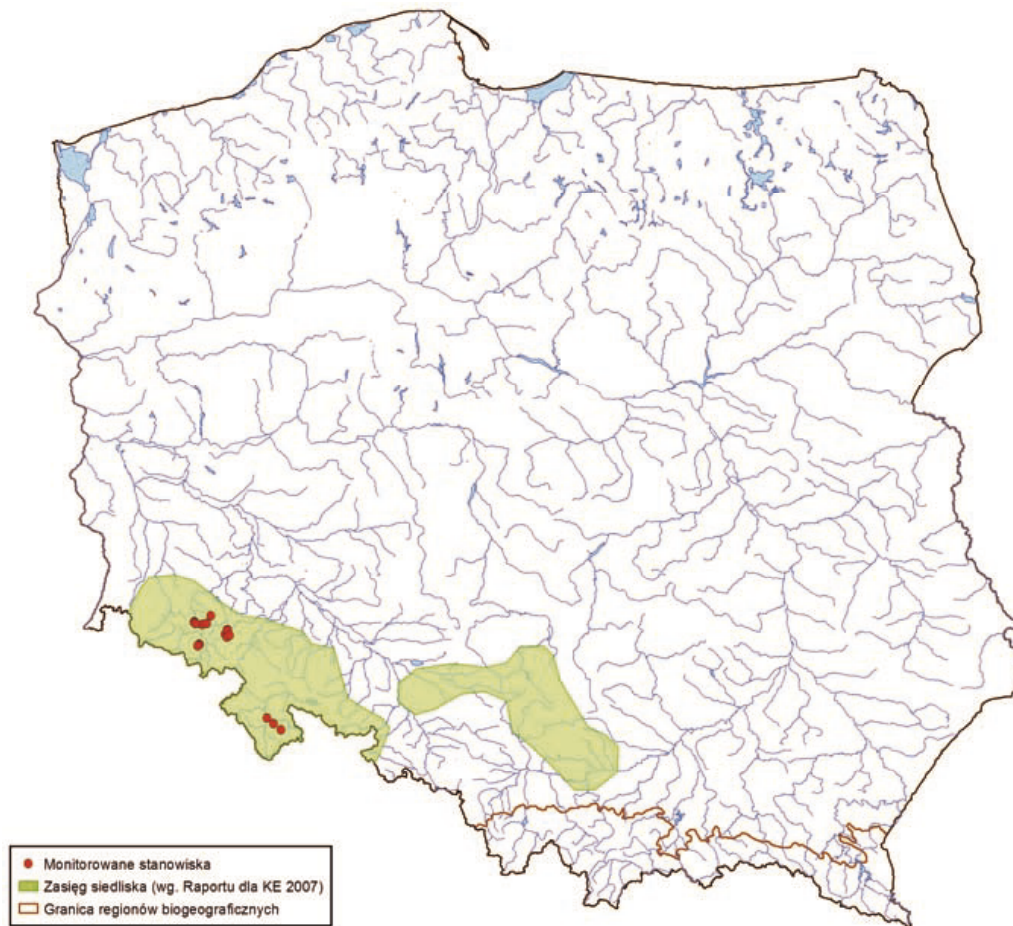 Monitorowane stanowiska
Zasięg siedliska (wg. Raportu dla KE 2007)
Granica regionów biogeograficznych